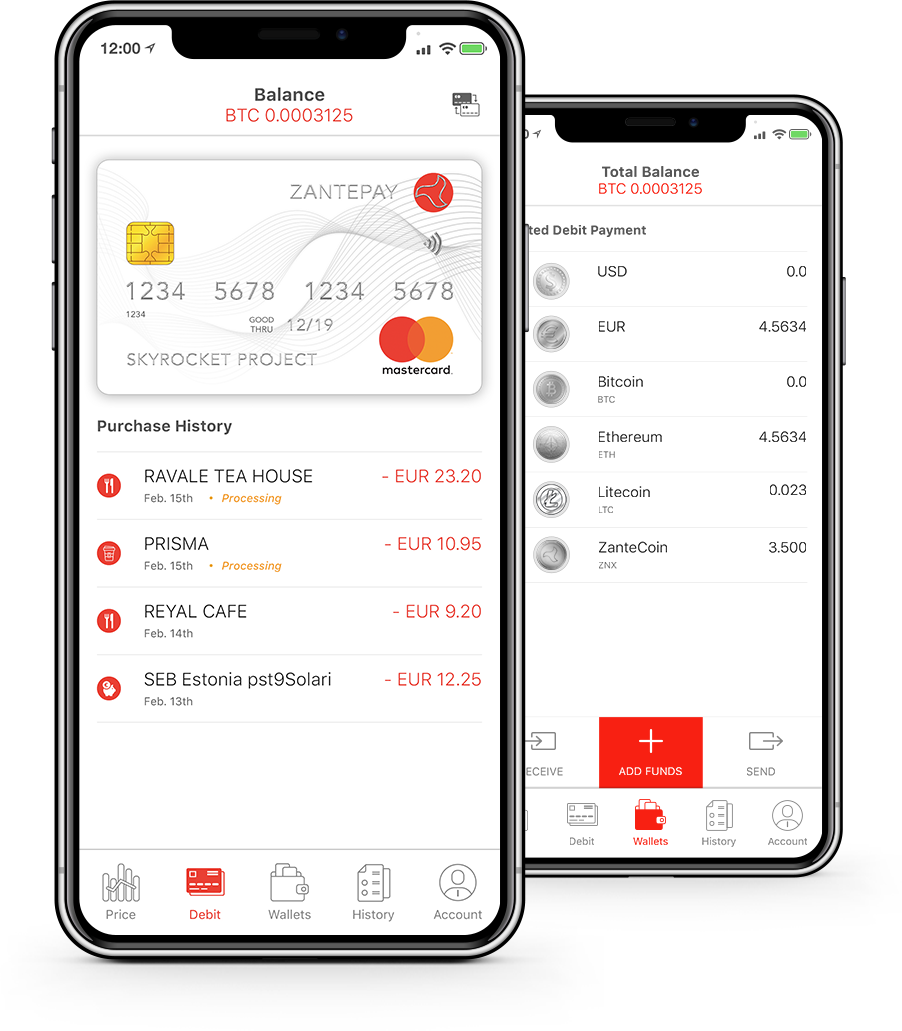 12:00
Balance
BTC 0.0003125
ZANTEPAY
1234 5678 1234 5678
1234
GOOD
THRU
12/19
SKYROCKET PROJECT
mastercard.
Purchase History
RAVALE TEA HOUSE
- EUR 23.20
Feb. 15th • Processing
PRISMA
- EUR 10.95
Feb. 15th • Processing
REYAL CAFE
- EUR 9.20
Feb. 14th
SEB Estonia pst9Solari
- EUR 12.25
Feb. 13th
Price
Debit
Wallets
History
Account
Total Balance
BTC 0.0003125
ted Debit Payment
USD
0.0
EUR
4.5634
Bitcoin
0.0
BTC
Ethereum
4.5634
ETH
Litecoin
0.023
LTC
ZanteCoin
3.500
ZNX
ECEIVE
ADD FUNDS
SEND
Debit
Wallets
History
Account